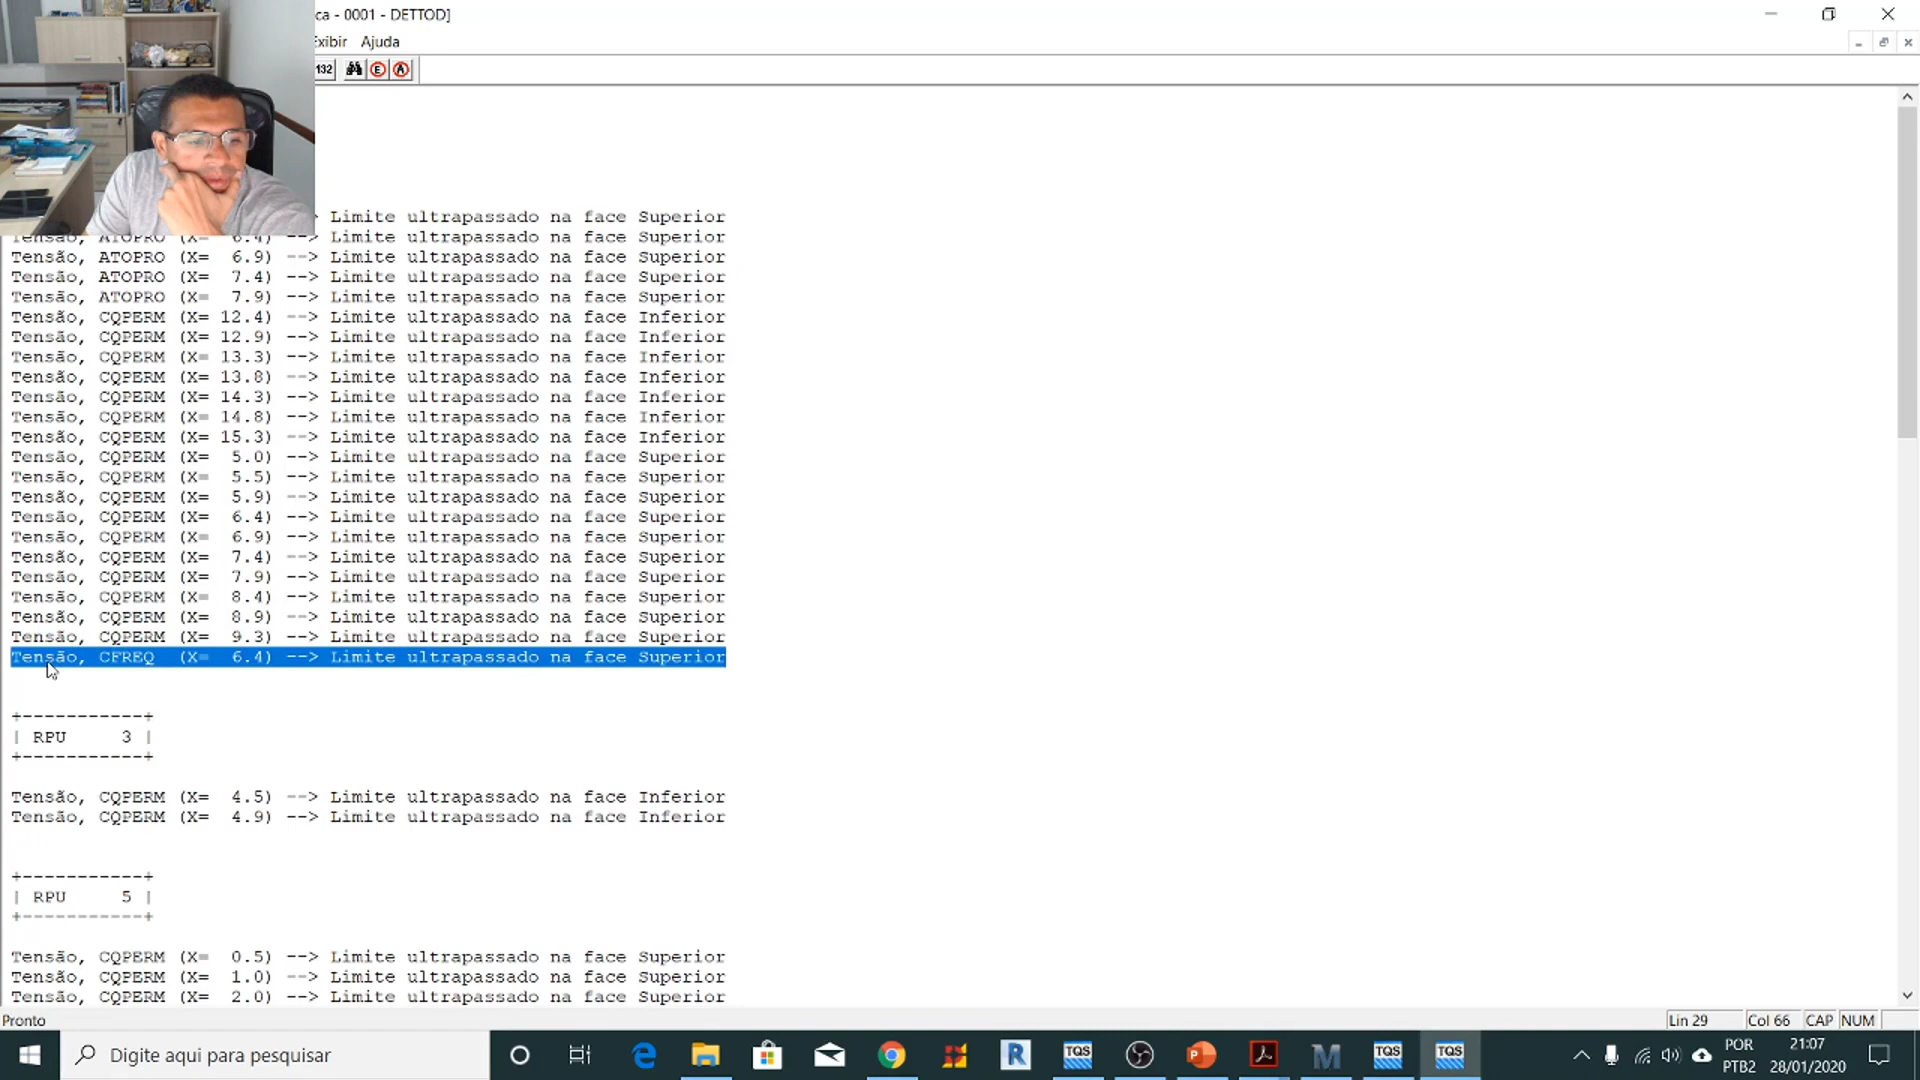 ca - 0001 - DETTOD]
Exibir Ajuda
132
E
A
> Limite ultrapassado na face Superior
Tensão, ATOPRO (X= 6.4) --> Limite ultrapassado na face Superior
Tensão, ATOPRO (X= 6.9) --> Limite ultrapassado na face Superior
Tensão, ATOPRO (X= 7.4) --> Limite ultrapassado na face Superior
Tensão, ATOPRO (X= 7.9) --> Limite ultrapassado na face Superior
Tensão, CQPERM (X= 12.4) --> Limite ultrapassado na face Inferior
Tensão, CQPERM (X= 12.9) --> Limite ultrapassado na face Inferior
Tensão, CQPERM (X= 13.3) --> Limite ultrapassado na face Inferior
Tensão, CQPERM (X= 13.8) --> Limite ultrapassado na face Inferior
Tensão, CQPERM (X= 14.3) --> Limite ultrapassado na face Inferior
Tensão, CQPERM (X= 14.8) --> Limite ultrapassado na face Inferior
Tensão, CQPERM (X= 15.3) --> Limite ultrapassado na face Inferior
Tensão, CQPERM (X= 5.0) --> Limite ultrapassado na face Superior
Tensão, CQPERM (X= 5.5) --> Limite ultrapassado na face Superior
Tensão, CQPERM (X= 5.9) --> Limite ultrapassado na face Superior
Tensão, CQPERM (X= 6.4) --> Limite ultrapassado na face Superior
Tensão, CQPERM (X= 6.9) --> Limite ultrapassado na face Superior
Tensão, CQPERM (X= 7.4) --> Limite ultrapassado na face Superior
Tensão, CQPERM (X= 7.9) --> Limite ultrapassado na face Superior
Tensão, CQPERM (X= 8.4) --> Limite ultrapassado na face Superior
Tensão, CQPERM (X= 8.9) --> Limite ultrapassado na face Superior
Tensão, CQPERM (X= 9.3) --> Limite ultrapassado na face Superior
Tensão, CFREQ (X= 6.4) --> Limite ultrapassado na face Superior
+-----------+
| RPU 3 |
+-----------+
Tensão, CQPERM (X= 4.5) --> Limite ultrapassado na face Inferior
Tensão, CQPERM (X= 4.9) --> Limite ultrapassado na face Inferior
+-----------+
| RPU 5 |
+-----------+
Tensão, CQPERM (X= 0.5) --> Limite ultrapassado na face Superior
Tensão, CQPERM (X= 1.0) --> Limite ultrapassado na face Superior
Tensão, CQPERM (X= 2.0) --> Limite ultrapassado na face Superior
Pronto
Lin 29 Col 66 CAP NUM
Digite aqui para pesquisar
R
TQS
P
M
TQS
TQS
POR
PTB2
21:07
28/01/2020